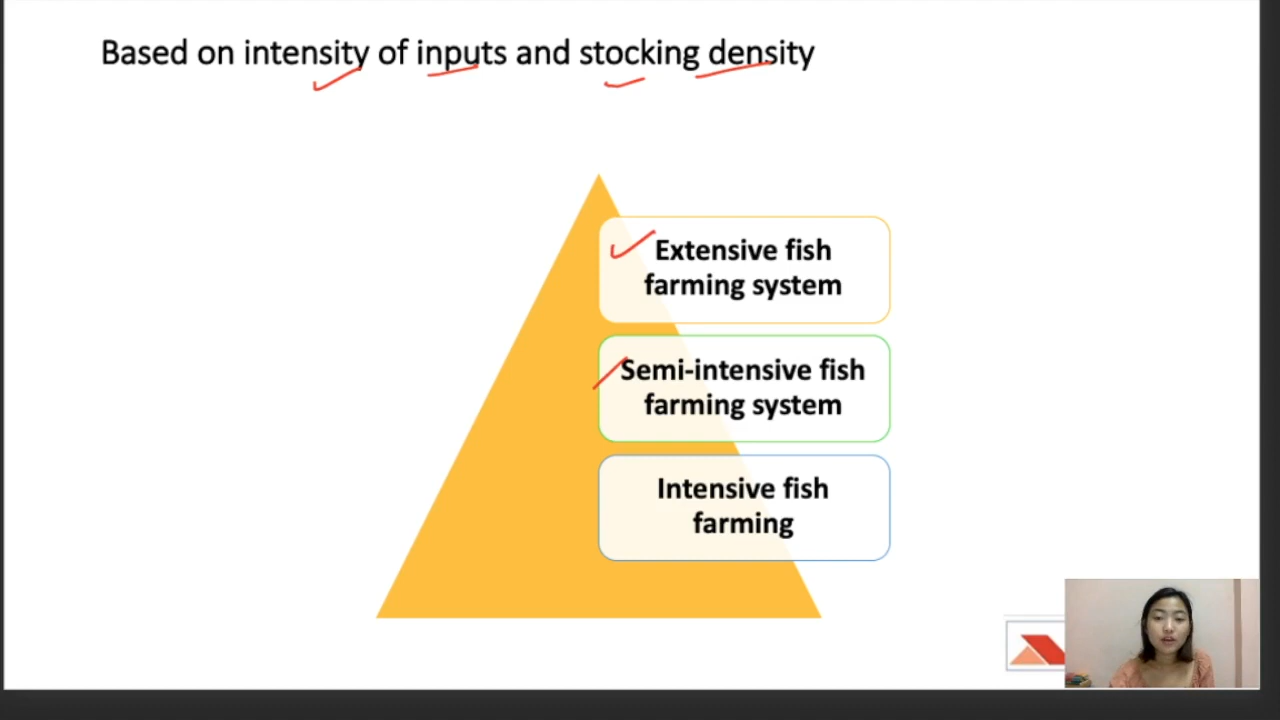 Based on intensity of inputs and stocking density
Extensive fish
farming system
Semi-intensive fish
farming system
Intensive fish
farming